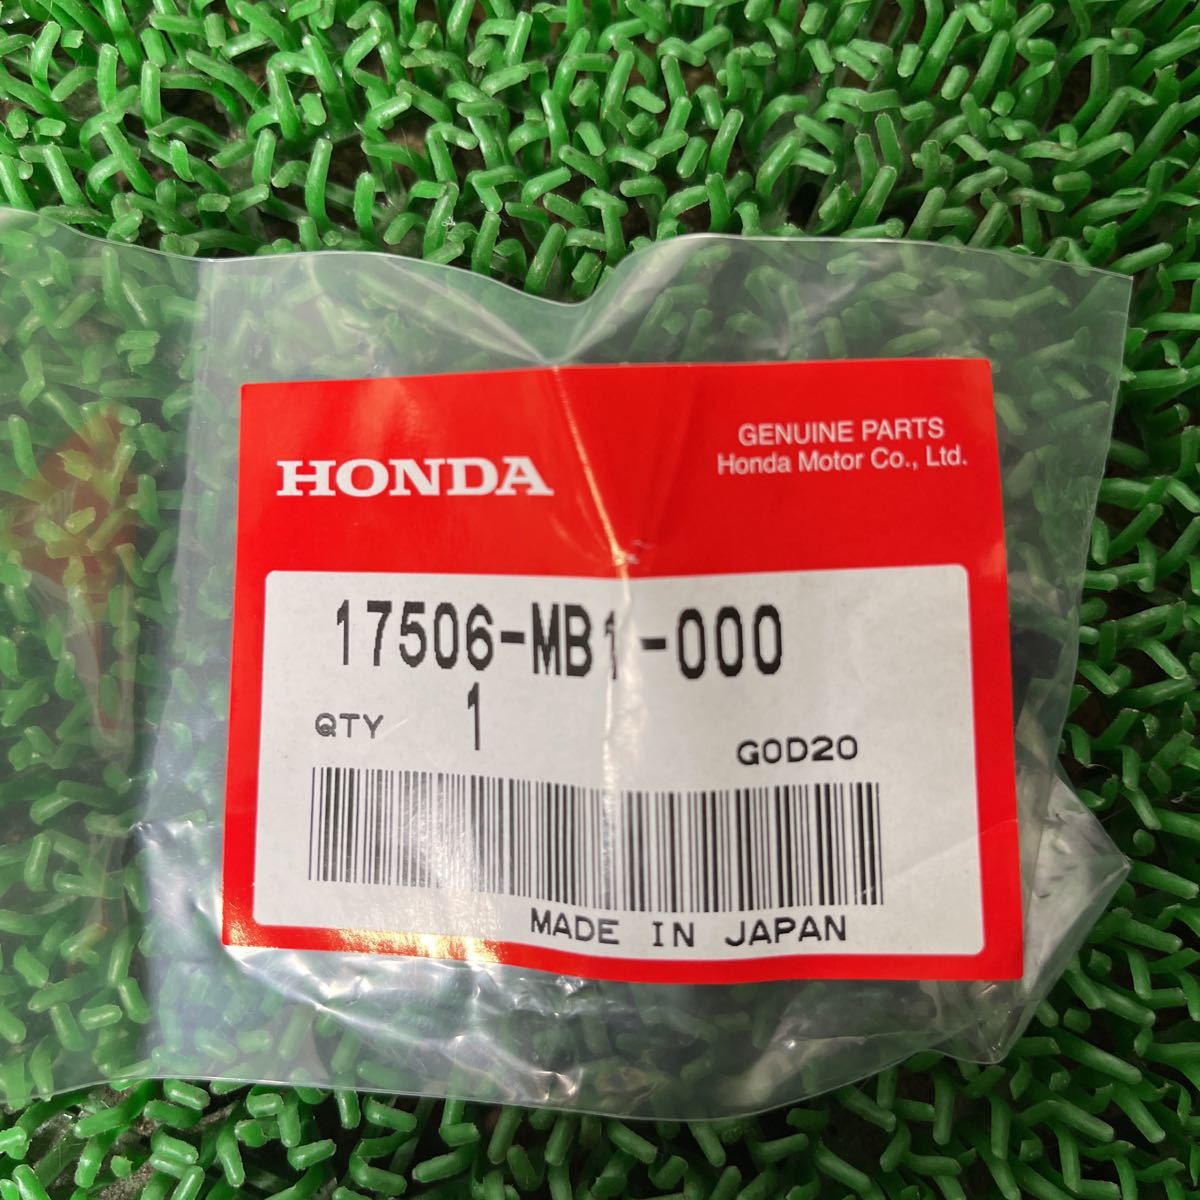 HONDA
GENUINE PARTS
Honda Motor Co., Ltd.
17506-MB1-000
QTY 1
G0D20
MADE IN JAPAN